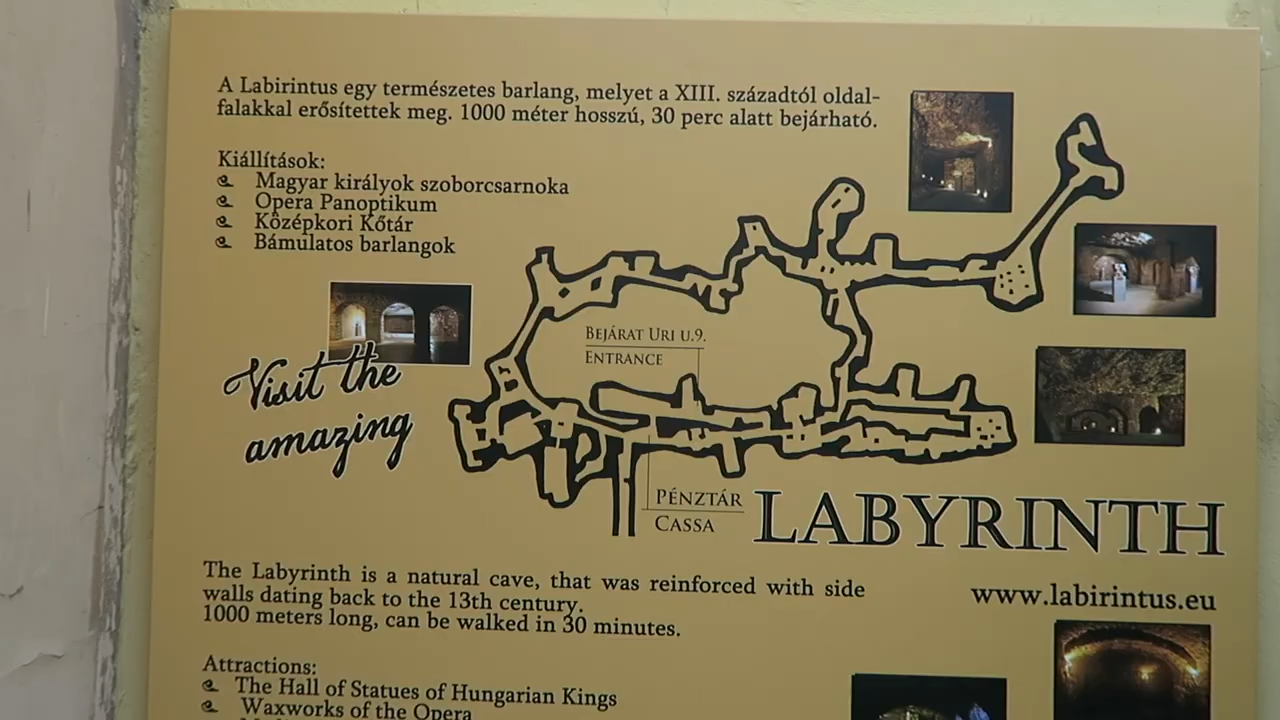 A Labirintus egy természetes barlang, melyet a XIII. századtól oldal-
falakkal erősítettek meg. 1000 méter hosszú, 30 perc alatt bejárható.
Kiállítások:
Magyar királyok szoborcsarnoka
Opera Panoptikum
Középkori Kőtár
Bámulatos barlangok
BEJÁRAT URI U.9.
ENTRANCE
Visit the
amazing
PÉNZTÁR
CASSA
LABYRINTH
www.labirintus.eu
The Labyrinth is a natural cave, that was reinforced with side
walls dating back to the 13th century.
1000 meters long, can be walked in 30 minutes.
Attractions:
The Hall of Statues of Hungarian Kings
Waxworks of the Opera